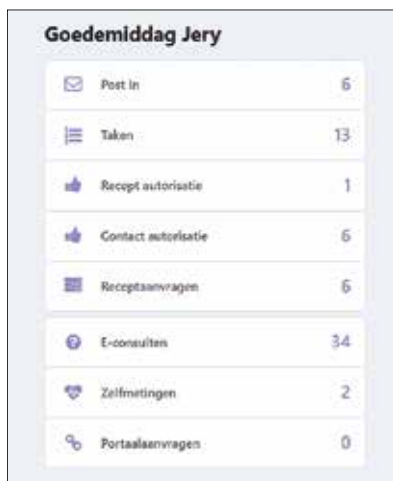 Goedemiddag Jery
Post in 6
Taken 13
Recept autorisatie 1
Contact autorisatie 6
Receptaanvragen 6
E-consulten 34
Zelfmetingen 2
Portaalaanvragen 0